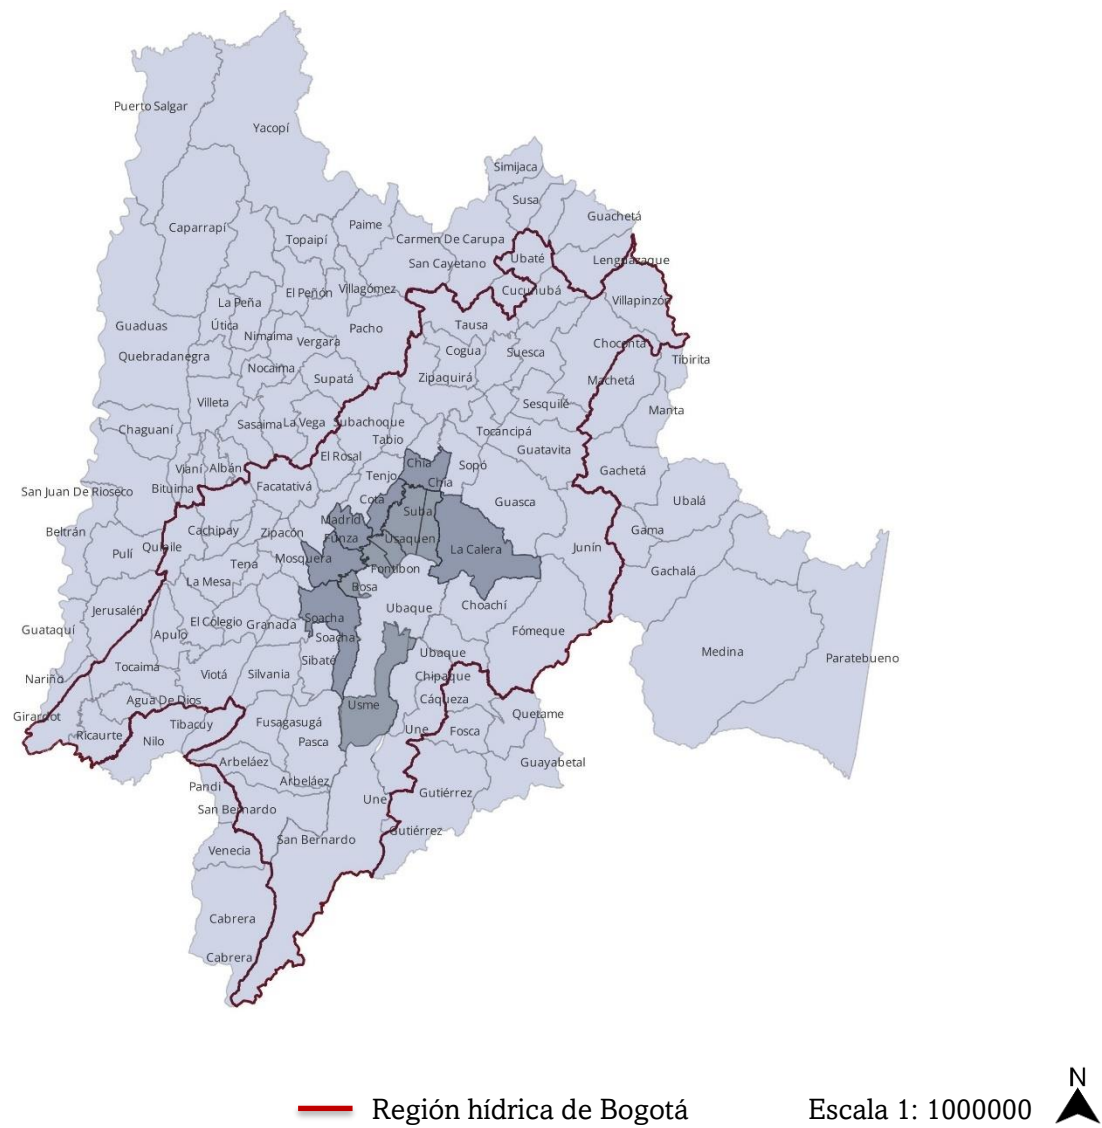 Puerto Salgar
Yacopí
Simijaca
Susa
Guachetá
Caparrapí
Paime
Topaipí
Carmen De Carupa
San Cayetano
Ubaté
Lenguazaque
La Peña
El Peñón
Villagómez
Cucunubá
Villapinzón
Guaduas
Útica
Nimaima
Vergara
Pacho
Tausa
Chocontá
Quebradanegra
Nocaima
Supatá
Cogua
Suesca
Tibirita
Zipaquirá
Machetá
Villeta
Sesquilé
Manta
Chaguaní
Sasaima
La Vega
Subachoque
Tabio
Tocancipá
Guatavita
Vianí
Albán
El Rosal
Chía
Sopó
Gachetá
San Juan De Rioseco
Bituima
Facatativá
Tenjo
Chía
Cota
Guasca
Ubalá
Beltrán
Cachipay
Zipacón
Madrid
Suba
Gama
Pulí
Quipile
Funza
Usaquen
La Calera
Junín
Tena
Mosquera
Fontibon
Gachalá
La Mesa
Bosa
Jerusalén
Ubaque
Choachí
Guataquí
Apulo
El Colegio
Granada
Soacha
Soacha
Fómeque
Nariño
Tocaima
Viotá
Silvania
Sibaté
Ubaque
Medina
Paratebueno
Chipaque
Agua De Dios
Usme
Cáqueza
Girardot
Ricaurte
Nilo
Tibacuy
Fusagasugá
Quetame
Pasca
Une
Fosca
Arbeláez
Guayabetal
Pandi
Arbeláez
San Bernardo
Une
Gutiérrez
Gutiérrez
Venecia
San Bernardo
Cabrera
Cabrera
N
Región hídrica de Bogotá
Escala 1: 1000000